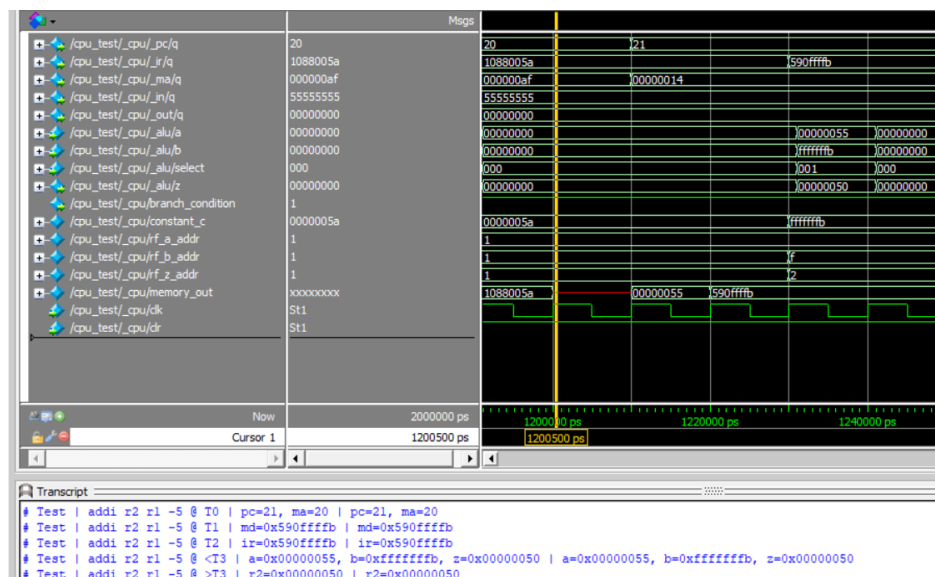 Msgs
/cpu_test/_cpu/_pc/q 20 20 21
/cpu_test/_cpu/_ir/q 1088005a 1088005a 590ffffb
/cpu_test/_cpu/_ma/q 000000af 000000af 00000014
/cpu_test/_cpu/_in/q 55555555 55555555
/cpu_test/_cpu/_out/q 00000000 00000000
/cpu_test/_cpu/_alu/a 00000000 00000000 00000055 00000000
/cpu_test/_cpu/_alu/b 00000000 00000000 fffffffb 00000000
/cpu_test/_cpu/_alu/select 000 000 001 000
/cpu_test/_cpu/_alu/z 00000000 00000000 00000050 00000000
/cpu_test/_cpu/branch_condition 1
/cpu_test/_cpu/constant_c 0000005a 0000005a fffffffb
/cpu_test/_cpu/rf_a_addr 1 1
/cpu_test/_cpu/rf_b_addr 1 1 f
/cpu_test/_cpu/rf_z_addr 1 1 2
/cpu_test/_cpu/memory_out xxxxxxxx 1088005a 00000055 590ffffb
/cpu_test/_cpu/clk St1
/cpu_test/_cpu/clr St1
Now 2000000 ps 1200000 ps 1220000 ps 1240000 ps
Cursor 1 1200500 ps 1200500 ps
Transcript
# Test | addi r2 r1 -5 @ T0 | pc=21, ma=20 | pc=21, ma=20
# Test | addi r2 r1 -5 @ T1 | md=0x590ffffb | md=0x590ffffb
# Test | addi r2 r1 -5 @ T2 | ir=0x590ffffb | ir=0x590ffffb
# Test | addi r2 r1 -5 @ <T3 | a=0x00000055, b=0xfffffffb, z=0x00000050 | a=0x00000055, b=0xfffffffb, z=0x00000050
# Test | addi r2 r1 -5 @ >T3 | r2=0x00000050 | r2=0x00000050